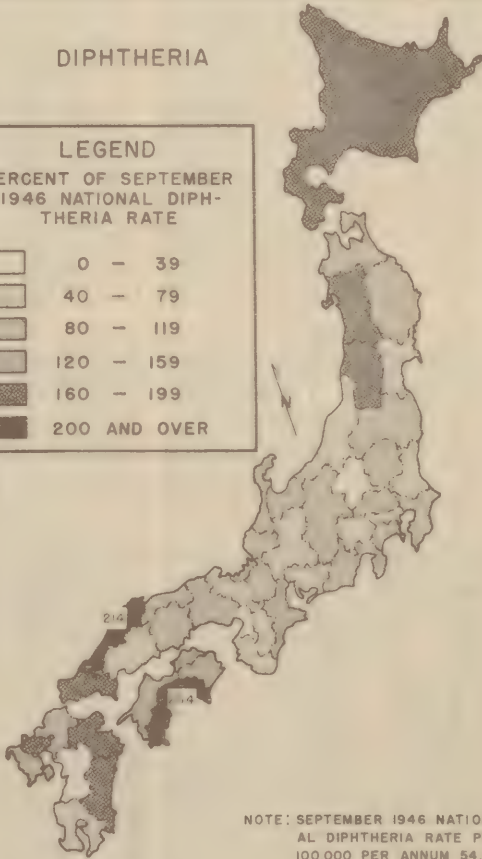 DIPHTHERIA
LEGEND
ERCENT OF SEPTEMBER
1946 NATIONAL DIPH-
THERIA RATE
0 – 39
40 – 79
80 – 119
120 – 159
160 – 199
200 AND OVER
N
214
NOTE: SEPTEMBER 1946 NATIO
AL DIPHTHERIA RATE P
100,000 PER ANNUM 54